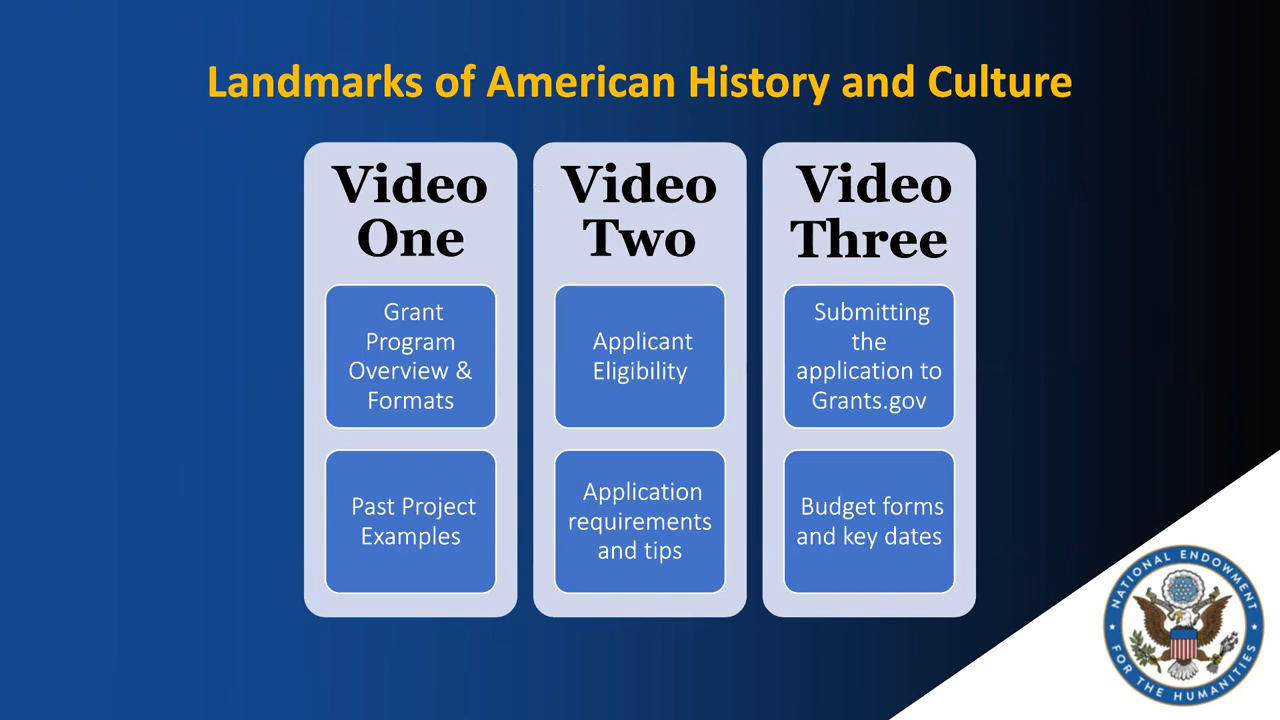 Landmarks of American History and Culture
Video
One
Grant
Program
Overview &
Formats
Past Project
Examples
Video
Two
Applicant
Eligibility
Application
requirements
and tips
Video
Three
Submitting
the
application to
Grants.gov
Budget forms
and key dates
NATIONAL ENDOWMENT
FOR THE HUMANITIES